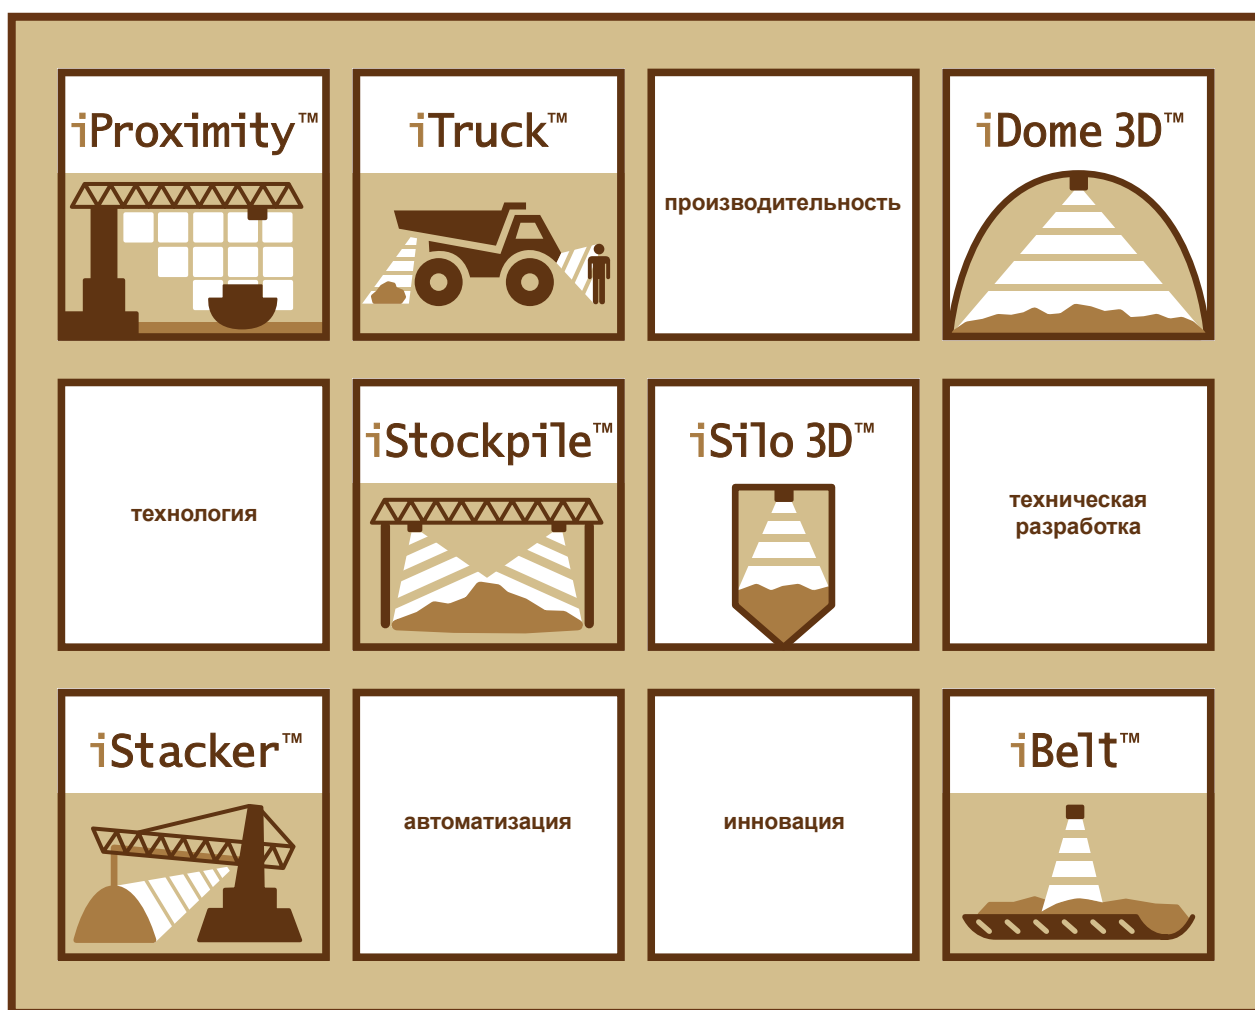 iProximity™
iTruck™
производительность
iDome 3D™
технология
iStockpile™
iSilo 3D™
техническая
разработка
iStacker™
автоматизация
инновация
iBelt™